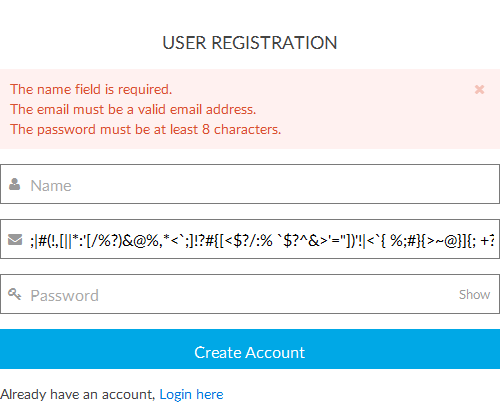 USER REGISTRATION
The name field is required.
The email must be a valid email address.
The password must be at least 8 characters.
Name
;|#(!,[||*:'[/%?)&@%,*<`;]!?#{[<$?/:% `$?^&>'="])'!|<`{ %;#}{>~@}]{; +?
Password
Show
Create Account
Already have an account, Login here